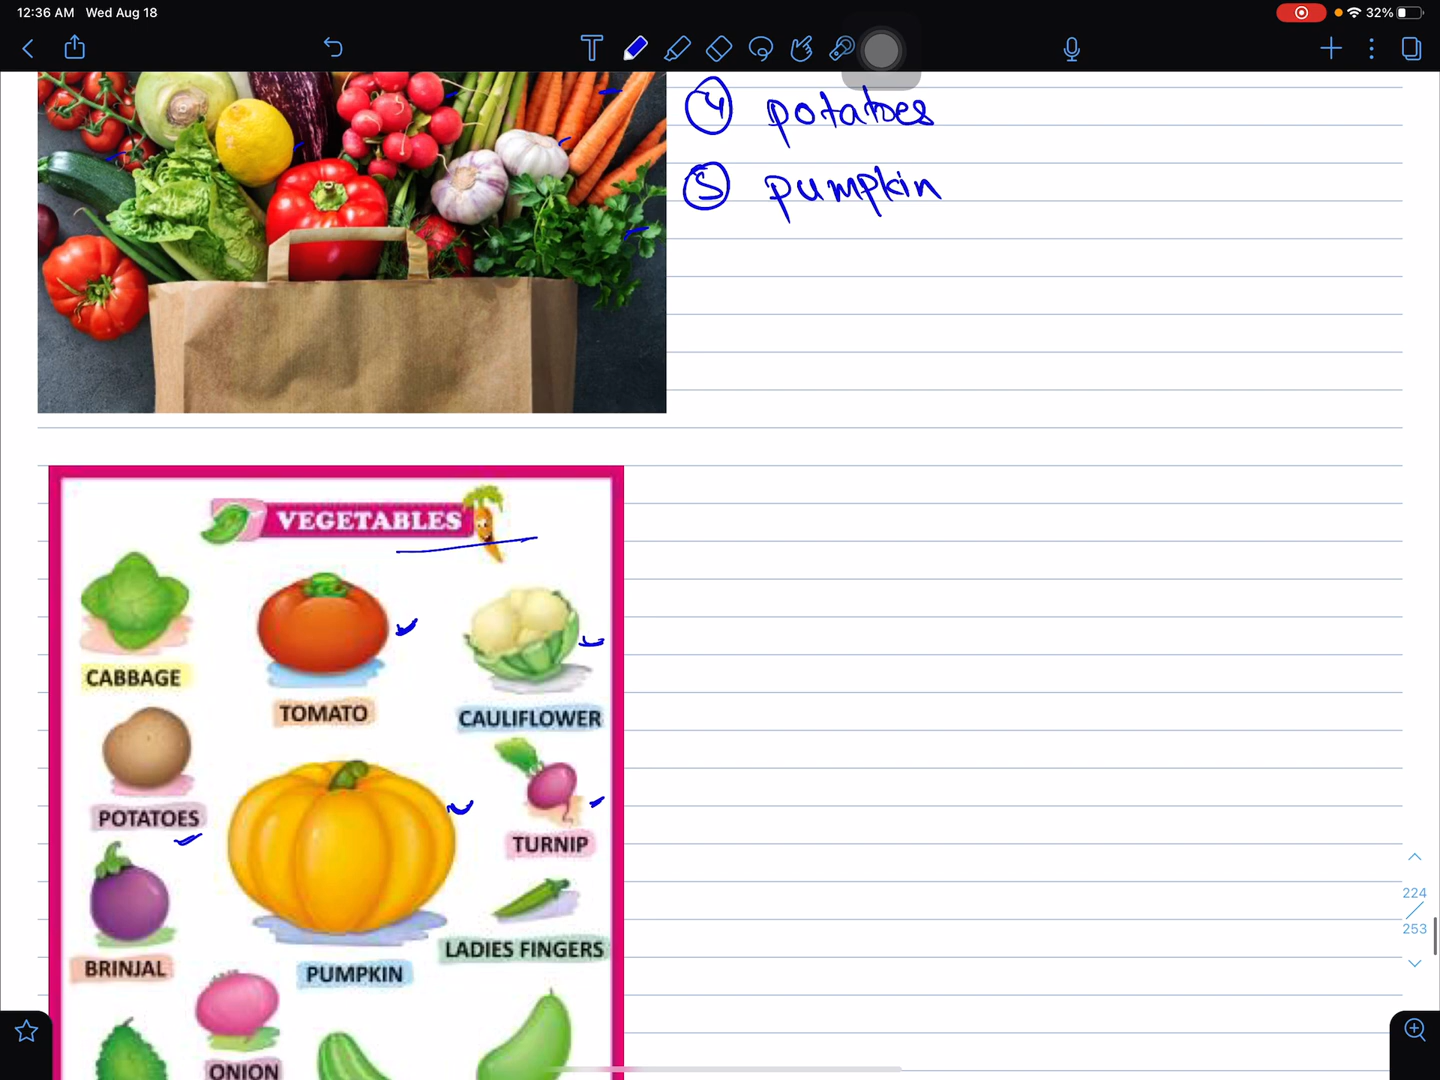 12:36 AM Wed Aug 18
32%
4 potatoes
5 pumpkin
VEGETABLES
CABBAGE
TOMATO
CAULIFLOWER
POTATOES
TURNIP
BRINJAL
PUMPKIN
LADIES FINGERS
ONION
224
253